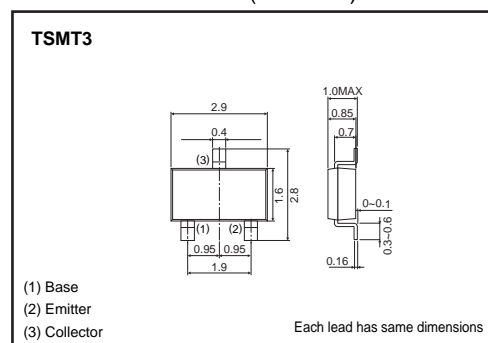 TSMT3
1.0MAX
2.9
0.85
0.4
0.7
(3)
1.6
2.8
0~0.1
(1)
(2)
0.3~0.6
0.95
0.95
0.16
1.9
(1) Base
(2) Emitter
(3) Collector
Each lead has same dimensions